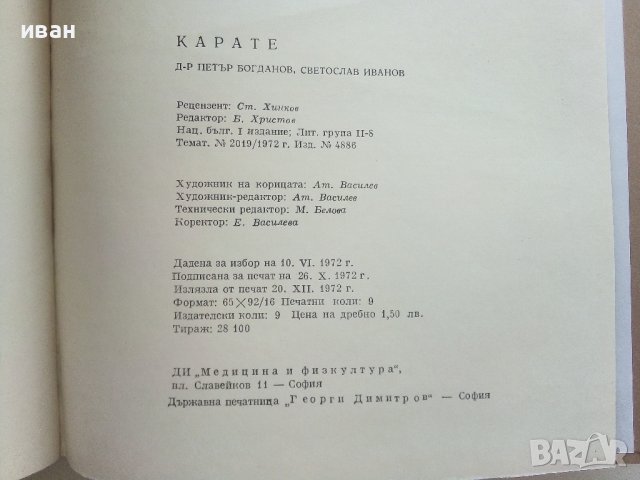 иван
КАРАТЕ
Д-Р ПЕТЪР БОГДАНОВ, СВЕТОСЛАВ ИВАНОВ
Рецензент: Ст. Хинков
Редактор: Б. Христов
Нац. бълг. I издание; Лит. група II-8
Темат. № 2019/1972 г. Изд. № 4886
Художник на корицата: Ат. Василев
Художник-редактор: Ат. Василев
Технически редактор: М. Белова
Коректор: Е. Василева
Дадена за избор на 10. VI. 1972 г.
Подписана за печат на 26. X. 1972 г.
Излязла от печат 20. XII. 1972 г.
Формат: 65×92/16 Печатни коли: 9
Издателски коли: 9 Цена на дребно 1,50 лв.
Тираж: 28 100
ДИ „Медицина и физкултура“,
пл. Славейков 11 — София
Държавна печатница „Георги Димитров“ — София
BAZAR